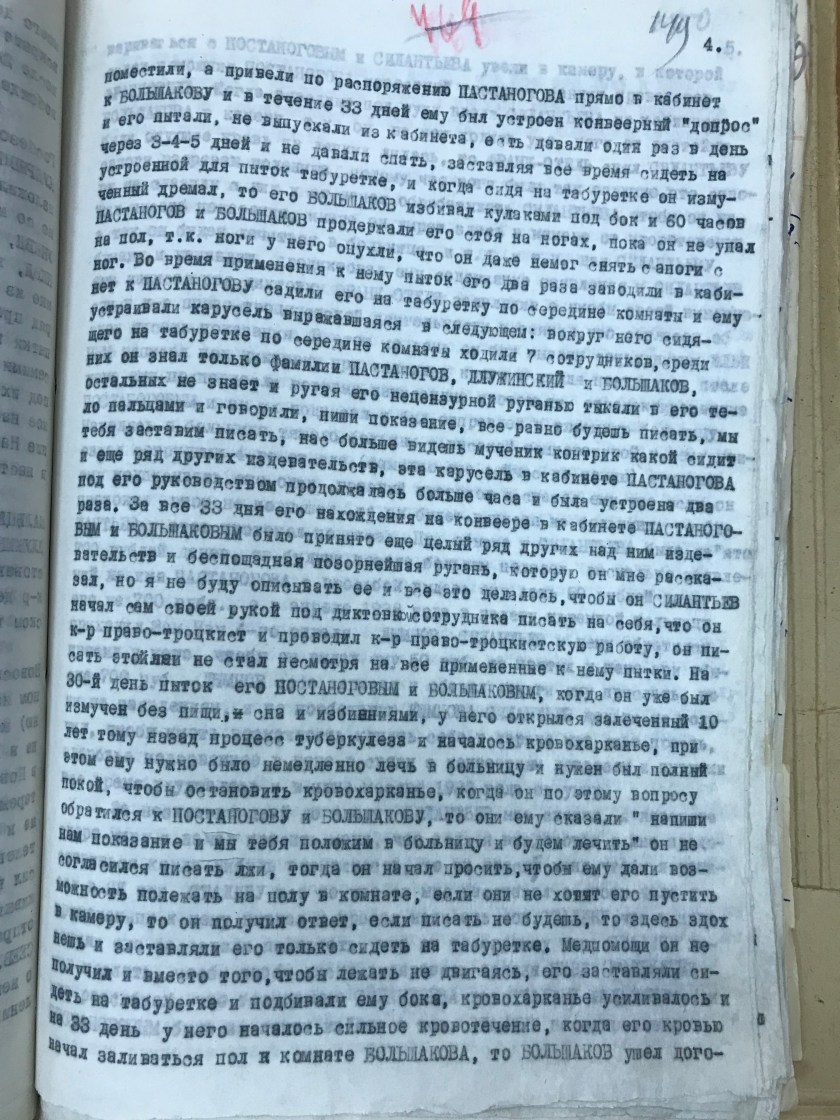 4.5.
вариваться с ПОСТАНОГОВЫМ и СИЛАНТЬЕВА увели в камеру, в которой
поместили, а привели по распоряжению ПАСТАНОГОВА прямо в кабинет
к БОЛЬШАКОВУ и в течение 33 дней ему был устроен конвеерный "допрос"
и его пытали, не выпускали из кабинета, есть давали один раз в день
через 3-4-5 дней и не давали спать, заставляя все время сидеть на
устроенной для пыток табуретке, и когда сидя на табуретке он изму-
ченный дремал, то его БОЛЬШАКОВ избивал кулаками под бок и 60 часов
ПАСТАНОГОВ и БОЛЬШАКОВ продержали его стоя на ногах, пока он не упал
на пол, т.к. ноги у него опухли, что он даже немог снять сапоги с
ног. Во время применения к нему пыток его два раза заводили в каби-
нет к ПАСТАНОГОВУ садили его на табуретку по середине комнаты и ему
устраивали карусель выражавшаяся в следующем: вокруг него сидя-
щего на табуретке по середине комнаты ходили 7 сотрудников, среди
них он знал только фамилии ПАСТАНОГОВ, ДЛУЖИНСКИЙ и БОЛЬШАКОВ,
остальных не знает и ругая его нецензурной руганью тыкали в его те-
ло пальцами и говорили, пиши показание, все равно будешь писать, мы
тебя заставим писать, нас больше видешь мученик контрик какой сидит
и еще ряд других издевательств, эта карусель в кабинете ПАСТАНОГОВА
под его руководством продолжалась больше часа и была устроена два
раза. За все 33 дня его нахождения на конвеере в кабинете ПАСТАНОГО-
ВЫМ и БОЛЬШАКОВЫМ было принято еще целый ряд других над ним изде-
вательств и беспощадная позорнейшая ругань, которую он мне расска-
зал, но я не буду описывать ее и все это делалось, чтобы он СИЛАНТЬЕВ
начал сам своей рукой под диктовку сотрудника писать на себя, что он
к-р право-троцкист и проводил к-р право-троцкистскую работу, он пи-
сать этойлжи не стал несмотря на все примененные к нему пытки. На
30-й день пыток его ПОСТАНОГОВЫМ и БОЛЬШАКОВЫМ, когда он уже был
измучен без пищи, и сна и избиениями, у него открылся залеченный 10
лет тому назад процесс туберкулеза и началось кровохарканье, при
этом ему нужно было немедленно лечь в больницу и нужен был полный
покой, чтобы остановить кровохарканье, когда он по этому вопросу
обратился к ПОСТАНОГОВУ и БОЛЬШАКОВУ, то они ему сказали " напиши
нам показание и мы тебя положим в больницу и будем лечить" он не
согласился писать лжи, тогда он начал просить, чтобы ему дали воз-
можность полежать на полу в комнате, если они не хотят его пустить
в камеру, то он получил ответ, если писать не будешь, то здесь здох
нешь и заставляли его только сидеть на табуретке. Медпомощи он не
получил и вместо того, чтобы лежать не двигаясь, его заставляли си-
деть на табуретке и подбивали ему бока, кровохарканье усиливалось и
на 33 день у него началось сильное кровотечение, когда его кровью
начал заливаться пол и комнате БОЛЬШАКОВА, то БОЛЬШАКОВ ушел дого-